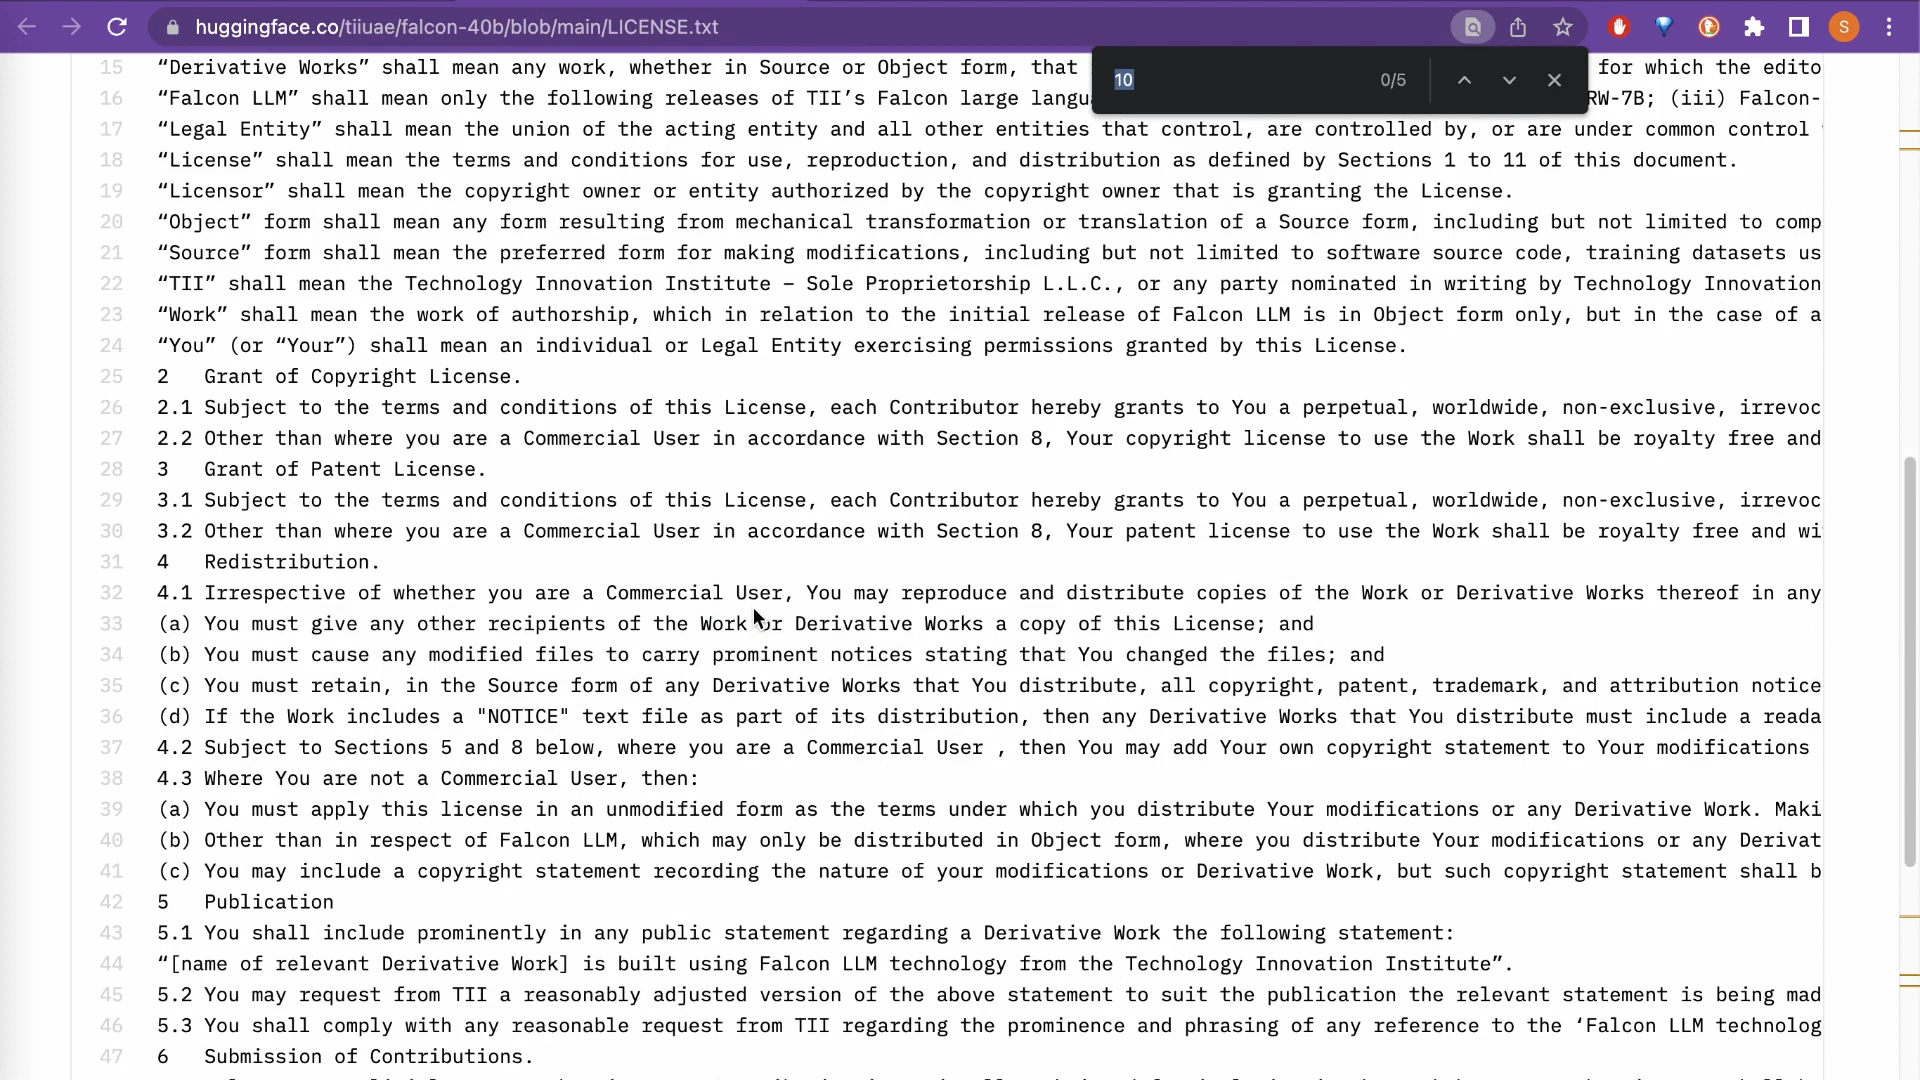 huggingface.co/tiiuae/falcon-40b/blob/main/LICENSE.txt
S
10
0/5
15 “Derivative Works” shall mean any work, whether in Source or Object form, that for which the edito
16 “Falcon LLM” shall mean only the following releases of TII’s Falcon large langu RW-7B; (iii) Falcon-
17 “Legal Entity” shall mean the union of the acting entity and all other entities that control, are controlled by, or are under common control
18 “License” shall mean the terms and conditions for use, reproduction, and distribution as defined by Sections 1 to 11 of this document.
19 “Licensor” shall mean the copyright owner or entity authorized by the copyright owner that is granting the License.
20 “Object” form shall mean any form resulting from mechanical transformation or translation of a Source form, including but not limited to comp
21 “Source” form shall mean the preferred form for making modifications, including but not limited to software source code, training datasets us
22 “TII” shall mean the Technology Innovation Institute – Sole Proprietorship L.L.C., or any party nominated in writing by Technology Innovation
23 “Work” shall mean the work of authorship, which in relation to the initial release of Falcon LLM is in Object form only, but in the case of a
24 “You” (or “Your”) shall mean an individual or Legal Entity exercising permissions granted by this License.
25 2 Grant of Copyright License.
26 2.1 Subject to the terms and conditions of this License, each Contributor hereby grants to You a perpetual, worldwide, non-exclusive, irrevoc
27 2.2 Other than where you are a Commercial User in accordance with Section 8, Your copyright license to use the Work shall be royalty free and
28 3 Grant of Patent License.
29 3.1 Subject to the terms and conditions of this License, each Contributor hereby grants to You a perpetual, worldwide, non-exclusive, irrevoc
30 3.2 Other than where you are a Commercial User in accordance with Section 8, Your patent license to use the Work shall be royalty free and wi
31 4 Redistribution.
32 4.1 Irrespective of whether you are a Commercial User, You may reproduce and distribute copies of the Work or Derivative Works thereof in any
33 (a) You must give any other recipients of the Work or Derivative Works a copy of this License; and
34 (b) You must cause any modified files to carry prominent notices stating that You changed the files; and
35 (c) You must retain, in the Source form of any Derivative Works that You distribute, all copyright, patent, trademark, and attribution notice
36 (d) If the Work includes a "NOTICE" text file as part of its distribution, then any Derivative Works that You distribute must include a reada
37 4.2 Subject to Sections 5 and 8 below, where you are a Commercial User , then You may add Your own copyright statement to Your modifications
38 4.3 Where You are not a Commercial User, then:
39 (a) You must apply this license in an unmodified form as the terms under which you distribute Your modifications or any Derivative Work. Maki
40 (b) Other than in respect of Falcon LLM, which may only be distributed in Object form, where you distribute Your modifications or any Derivat
41 (c) You may include a copyright statement recording the nature of your modifications or Derivative Work, but such copyright statement shall b
42 5 Publication
43 5.1 You shall include prominently in any public statement regarding a Derivative Work the following statement:
44 “[name of relevant Derivative Work] is built using Falcon LLM technology from the Technology Innovation Institute”.
45 5.2 You may request from TII a reasonably adjusted version of the above statement to suit the publication the relevant statement is being mad
46 5.3 You shall comply with any reasonable request from TII regarding the prominence and phrasing of any reference to the ‘Falcon LLM technolog
47 6 Submission of Contributions.